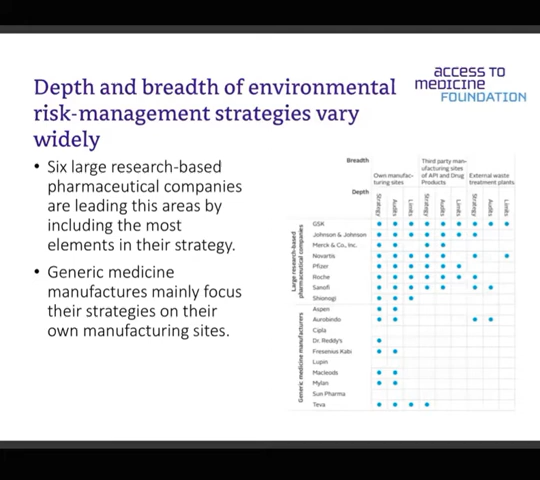 ACCESS TO
MEDICINE
FOUNDATION
Depth and breadth of environmental
risk-management strategies vary
widely
• Six large research-based
pharmaceutical companies
are leading this areas by
including the most
elements in their strategy.
• Generic medicine
manufactures mainly focus
their strategies on their
own manufacturing sites.
Breadth
Own manufac-
turing sites
Third party man-
ufacturing sites
of API and Drug
Products
External waste
treatment plants
Depth
Strategy Audits Limits Strategy Audits Limits Strategy Audits Limits
Large research-based
pharmaceutical companies
GSK
Johnson & Johnson
Merck & Co., Inc.
Novartis
Pfizer
Roche
Sanofi
Shionogi
Generic medicine manufacturers
Aspen
Aurobindo
Cipla
Dr. Reddy's
Fresenius Kabi
Lupin
Macleods
Mylan
Sun Pharma
Teva